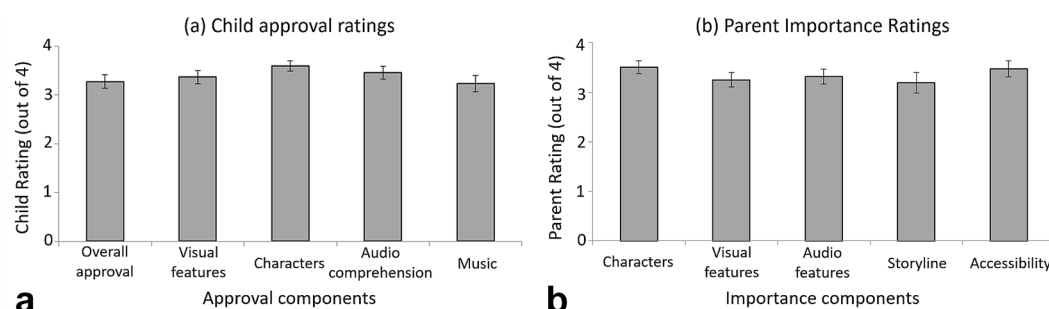 (a) Child approval ratings
Child Rating (out of 4)
4
3
2
1
0
Overall
approval
Visual
features
Characters
Audio
comprehension
Music
Approval components
a
(b) Parent Importance Ratings
Parent Rating (out of 4)
4
3
2
1
0
Characters
Visual
features
Audio
features
Storyline
Accessibility
Importance components
b